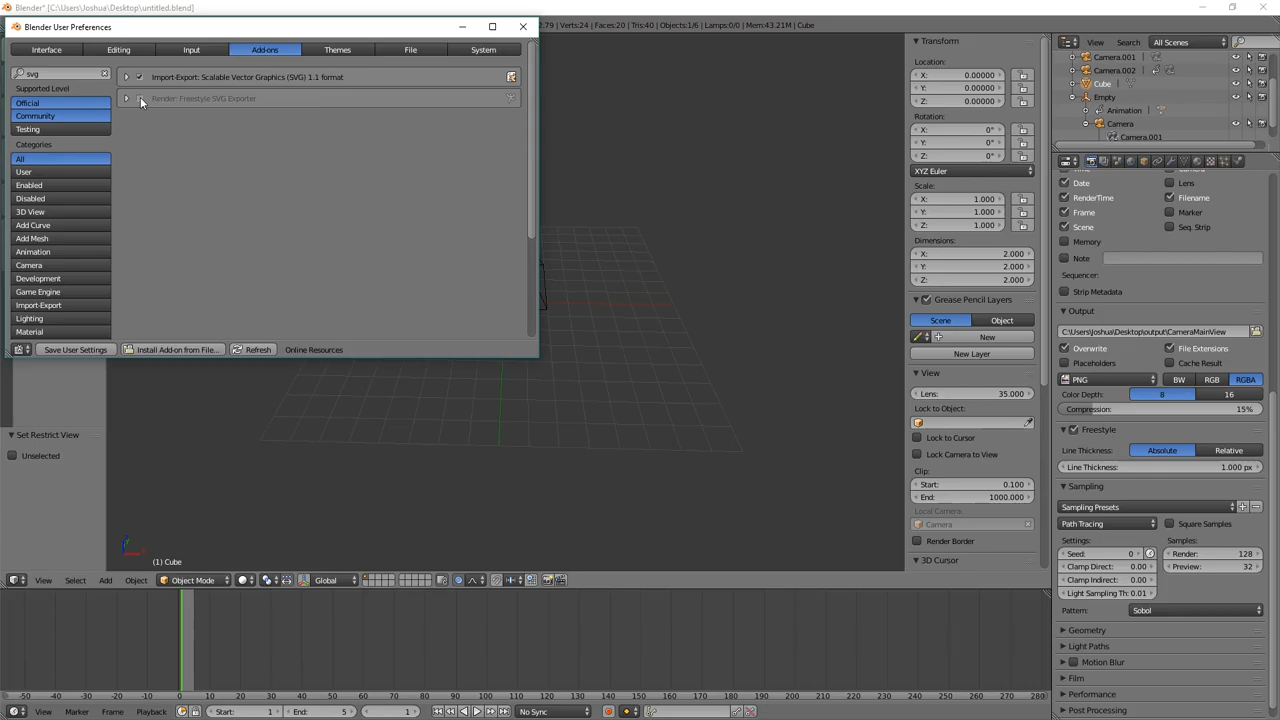 Blender* [C:\Users\Joshua\Desktop\untitled.blend]
Blender User Preferences
2:79 | Verts:24 | Faces:20 | Tris:40 | Objects:1/6 | Lamps:0/0 | Mem:43.21M | Cube
Interface
Editing
Input
Add-ons
Themes
File
System
svg
Supported Level
Official
Community
Testing
Categories
All
User
Enabled
Disabled
3D View
Add Curve
Add Mesh
Animation
Camera
Development
Game Engine
Import-Export
Lighting
Material
Import-Export: Scalable Vector Graphics (SVG) 1.1 format
Render: Freestyle SVG Exporter
Save User Settings
Install Add-on from File...
Refresh
Online Resources
Set Restrict View
Unselected
(1) Cube
View
Select
Add
Object
Object Mode
Global
Transform
Location:
X: 0.00000
Y: 0.00000
Z: 0.00000
Rotation:
X: 0°
Y: 0°
Z: 0°
XYZ Euler
Scale:
X: 1.000
Y: 1.000
Z: 1.000
Dimensions:
X: 2.000
Y: 2.000
Z: 2.000
Grease Pencil Layers
Scene
Object
New
New Layer
View
Lens: 35.000
Lock to Object:
Lock to Cursor
Lock Camera to View
Clip:
Start: 0.100
End: 1000.000
Local Camera:
Camera
Render Border
3D Cursor
View
Search
All Scenes
Camera.001
Camera.002
Cube
Empty
Animation
Camera
Camera.001
Date
Lens
RenderTime
Filename
Frame
Marker
Scene
Seq. Strip
Memory
Note
Sequencer:
Strip Metadata
Output
C:\Users\Joshua\Desktop\output\CameraMainView
Overwrite
File Extensions
Placeholders
Cache Result
PNG
BW
RGB
RGBA
Color Depth:
8
16
Compression: 15%
Freestyle
Line Thickness:
Absolute
Relative
Line Thickness: 1.000 px
Sampling
Sampling Presets
Path Tracing
Square Samples
Settings:
Samples:
Seed: 0
Render: 128
Clamp Direct: 0.00
Preview: 32
Clamp Indirect: 0.00
Light Sampling Th: 0.01
Pattern:
Sobol
Geometry
Light Paths
Motion Blur
Film
Performance
Post Processing
-50 -40 -30 -20 -10 0 10 20 30 40 50 60 70 80 90 100 110 120 130 140 150 160 170 180 190 200 210 220 230 240 250 260 270 280
View
Marker
Frame
Playback
Start: 1
End: 5
1
No Sync